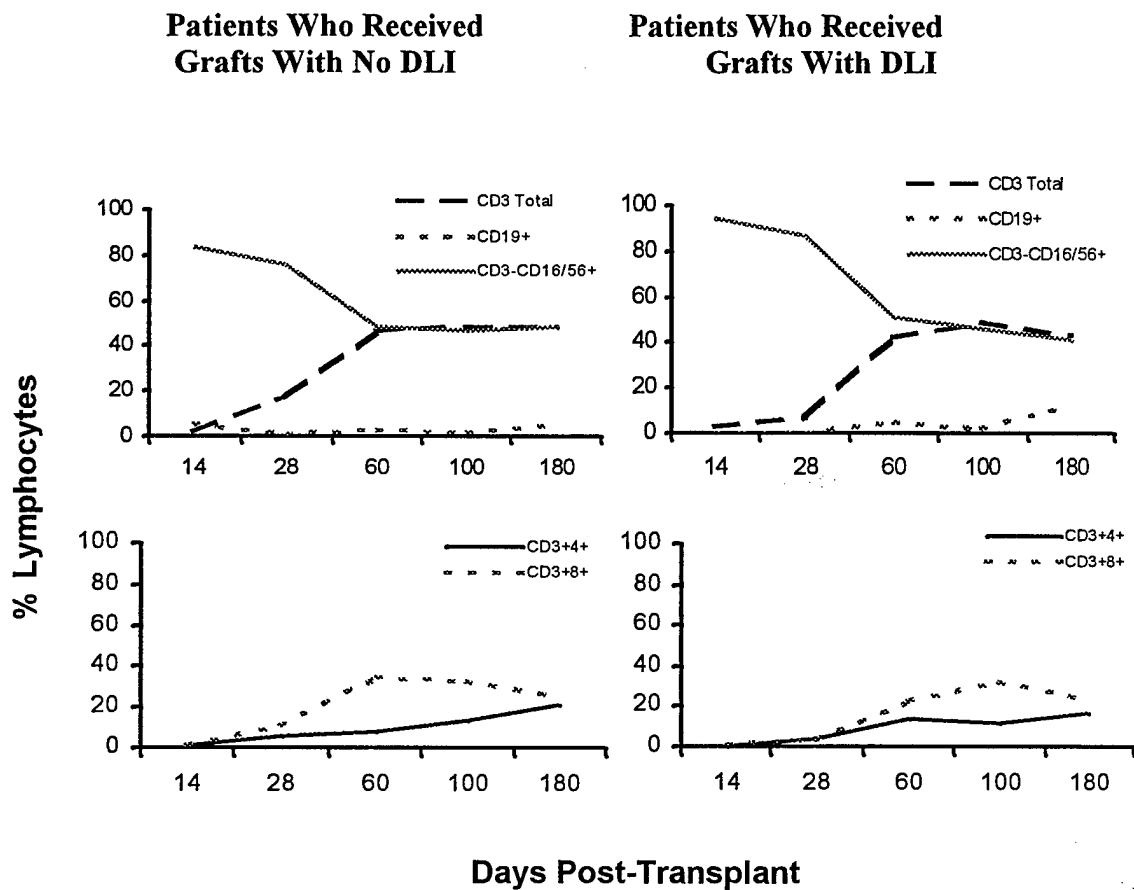 Patients Who Received
Grafts With No DLI
Patients Who Received
Grafts With DLI
% Lymphocytes
CD3 Total
CD19+
CD3-CD16/56+
100
80
60
40
20
0
14 28 60 100 180
CD3 Total
CD19+
CD3-CD16/56+
100
80
60
40
20
0
14 28 60 100 180
CD3+4+
CD3+8+
100
80
60
40
20
0
14 28 60 100 180
CD3+4+
CD3+8+
100
80
60
40
20
0
14 28 60 100 180
Days Post-Transplant